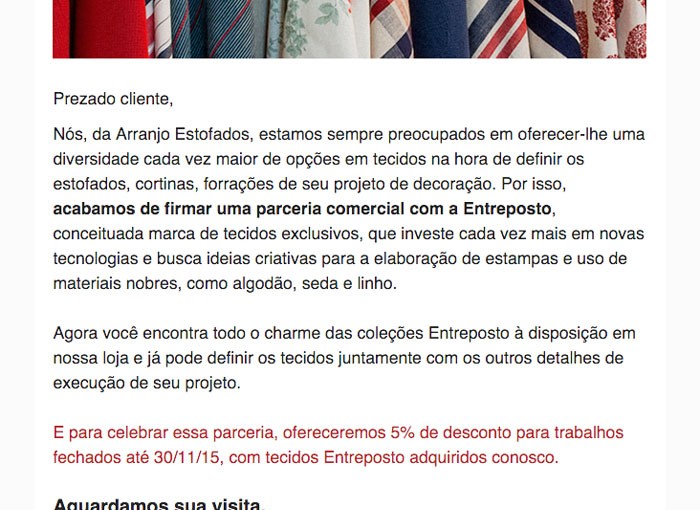 Prezado cliente,
Nós, da Arranjo Estofados, estamos sempre preocupados em oferecer-lhe uma
diversidade cada vez maior de opções em tecidos na hora de definir os
estofados, cortinas, forrações de seu projeto de decoração. Por isso,
acabamos de firmar uma parceria comercial com a Entreposto,
conceituada marca de tecidos exclusivos, que investe cada vez mais em novas
tecnologias e busca ideias criativas para a elaboração de estampas e uso de
materiais nobres, como algodão, seda e linho.
Agora você encontra todo o charme das coleções Entreposto à disposição em
nossa loja e já pode definir os tecidos juntamente com os outros detalhes de
execução de seu projeto.
E para celebrar essa parceria, ofereceremos 5% de desconto para trabalhos
fechados até 30/11/15, com tecidos Entreposto adquiridos conosco.
Aguardamos sua visita.